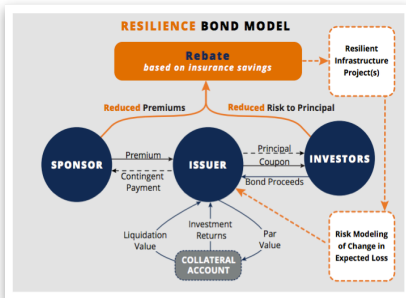 RESILIENCE BOND MODEL
Rebate
based on insurance savings
Resilient
Infrastructure
Project(s)
Reduced Premiums
Reduced Risk to Principal
SPONSOR
Premium
Contingent
Payment
ISSUER
Principal
Coupon
Bond Proceeds
INVESTORS
Liquidation
Value
Investment
Returns
Par
Value
COLLATERAL
ACCOUNT
Risk Modeling
of Change in
Expected Loss